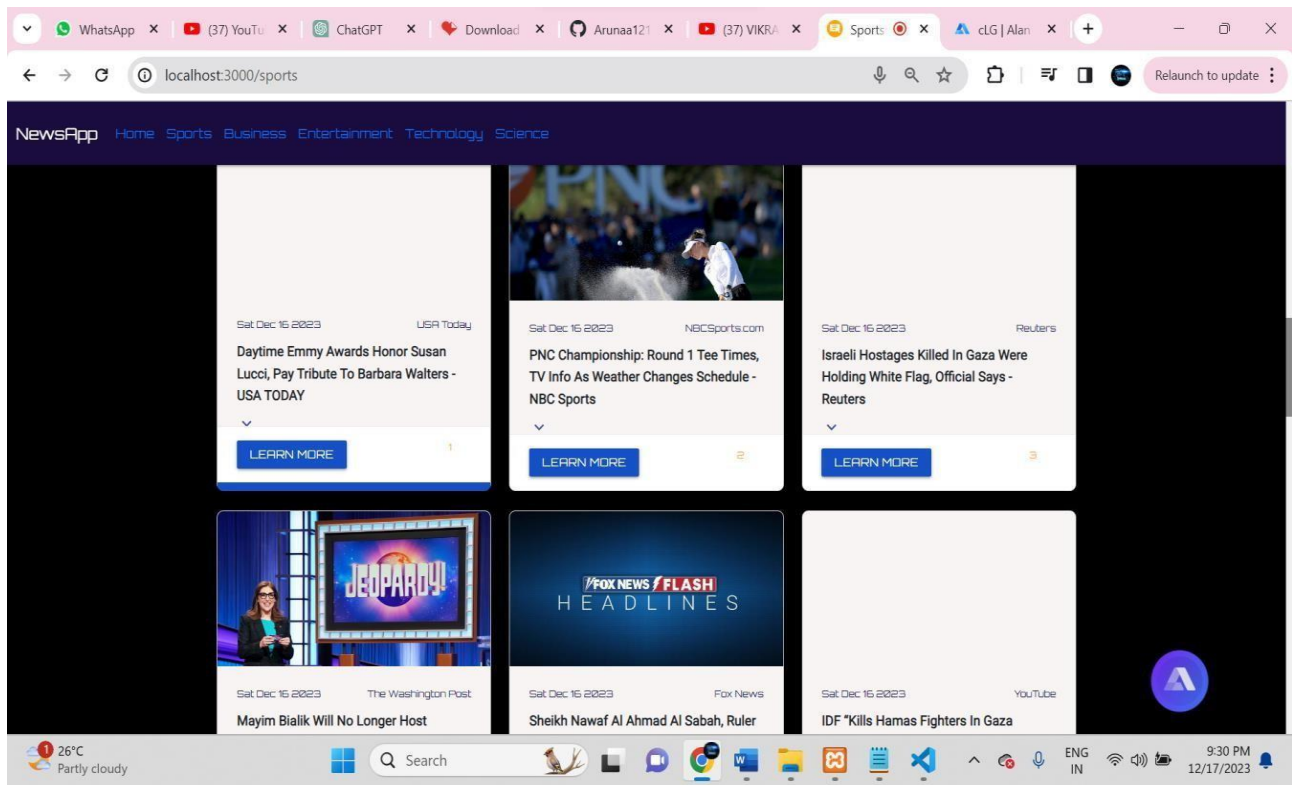 WhatsApp
(37) YouTu
ChatGPT
Download
Arunaa121
(37) VIKRA
Sports
cLG | Alan
localhost:3000/sports
Relaunch to update
NewsApp Home Sports Business Entertainment Technology Science
PNC
Sat Dec 16 2023 USA Today
Daytime Emmy Awards Honor Susan
Lucci, Pay Tribute To Barbara Walters -
USA TODAY
LEARN MORE 1
Sat Dec 16 2023 NBCSports.com
PNC Championship: Round 1 Tee Times,
TV Info As Weather Changes Schedule -
NBC Sports
LEARN MORE 2
Sat Dec 16 2023 Reuters
Israeli Hostages Killed In Gaza Were
Holding White Flag, Official Says -
Reuters
LEARN MORE 3
JEOPARDY!
Sat Dec 16 2023 The Washington Post
Mayim Bialik Will No Longer Host
FOX NEWS FLASH
HEADLINES
Sat Dec 16 2023 Fox News
Sheikh Nawaf Al Ahmad Al Sabah, Ruler
Sat Dec 16 2023 YouTube
IDF “Kills Hamas Fighters In Gaza
1
26°C
Partly cloudy
Search
ENG
IN
9:30 PM
12/17/2023